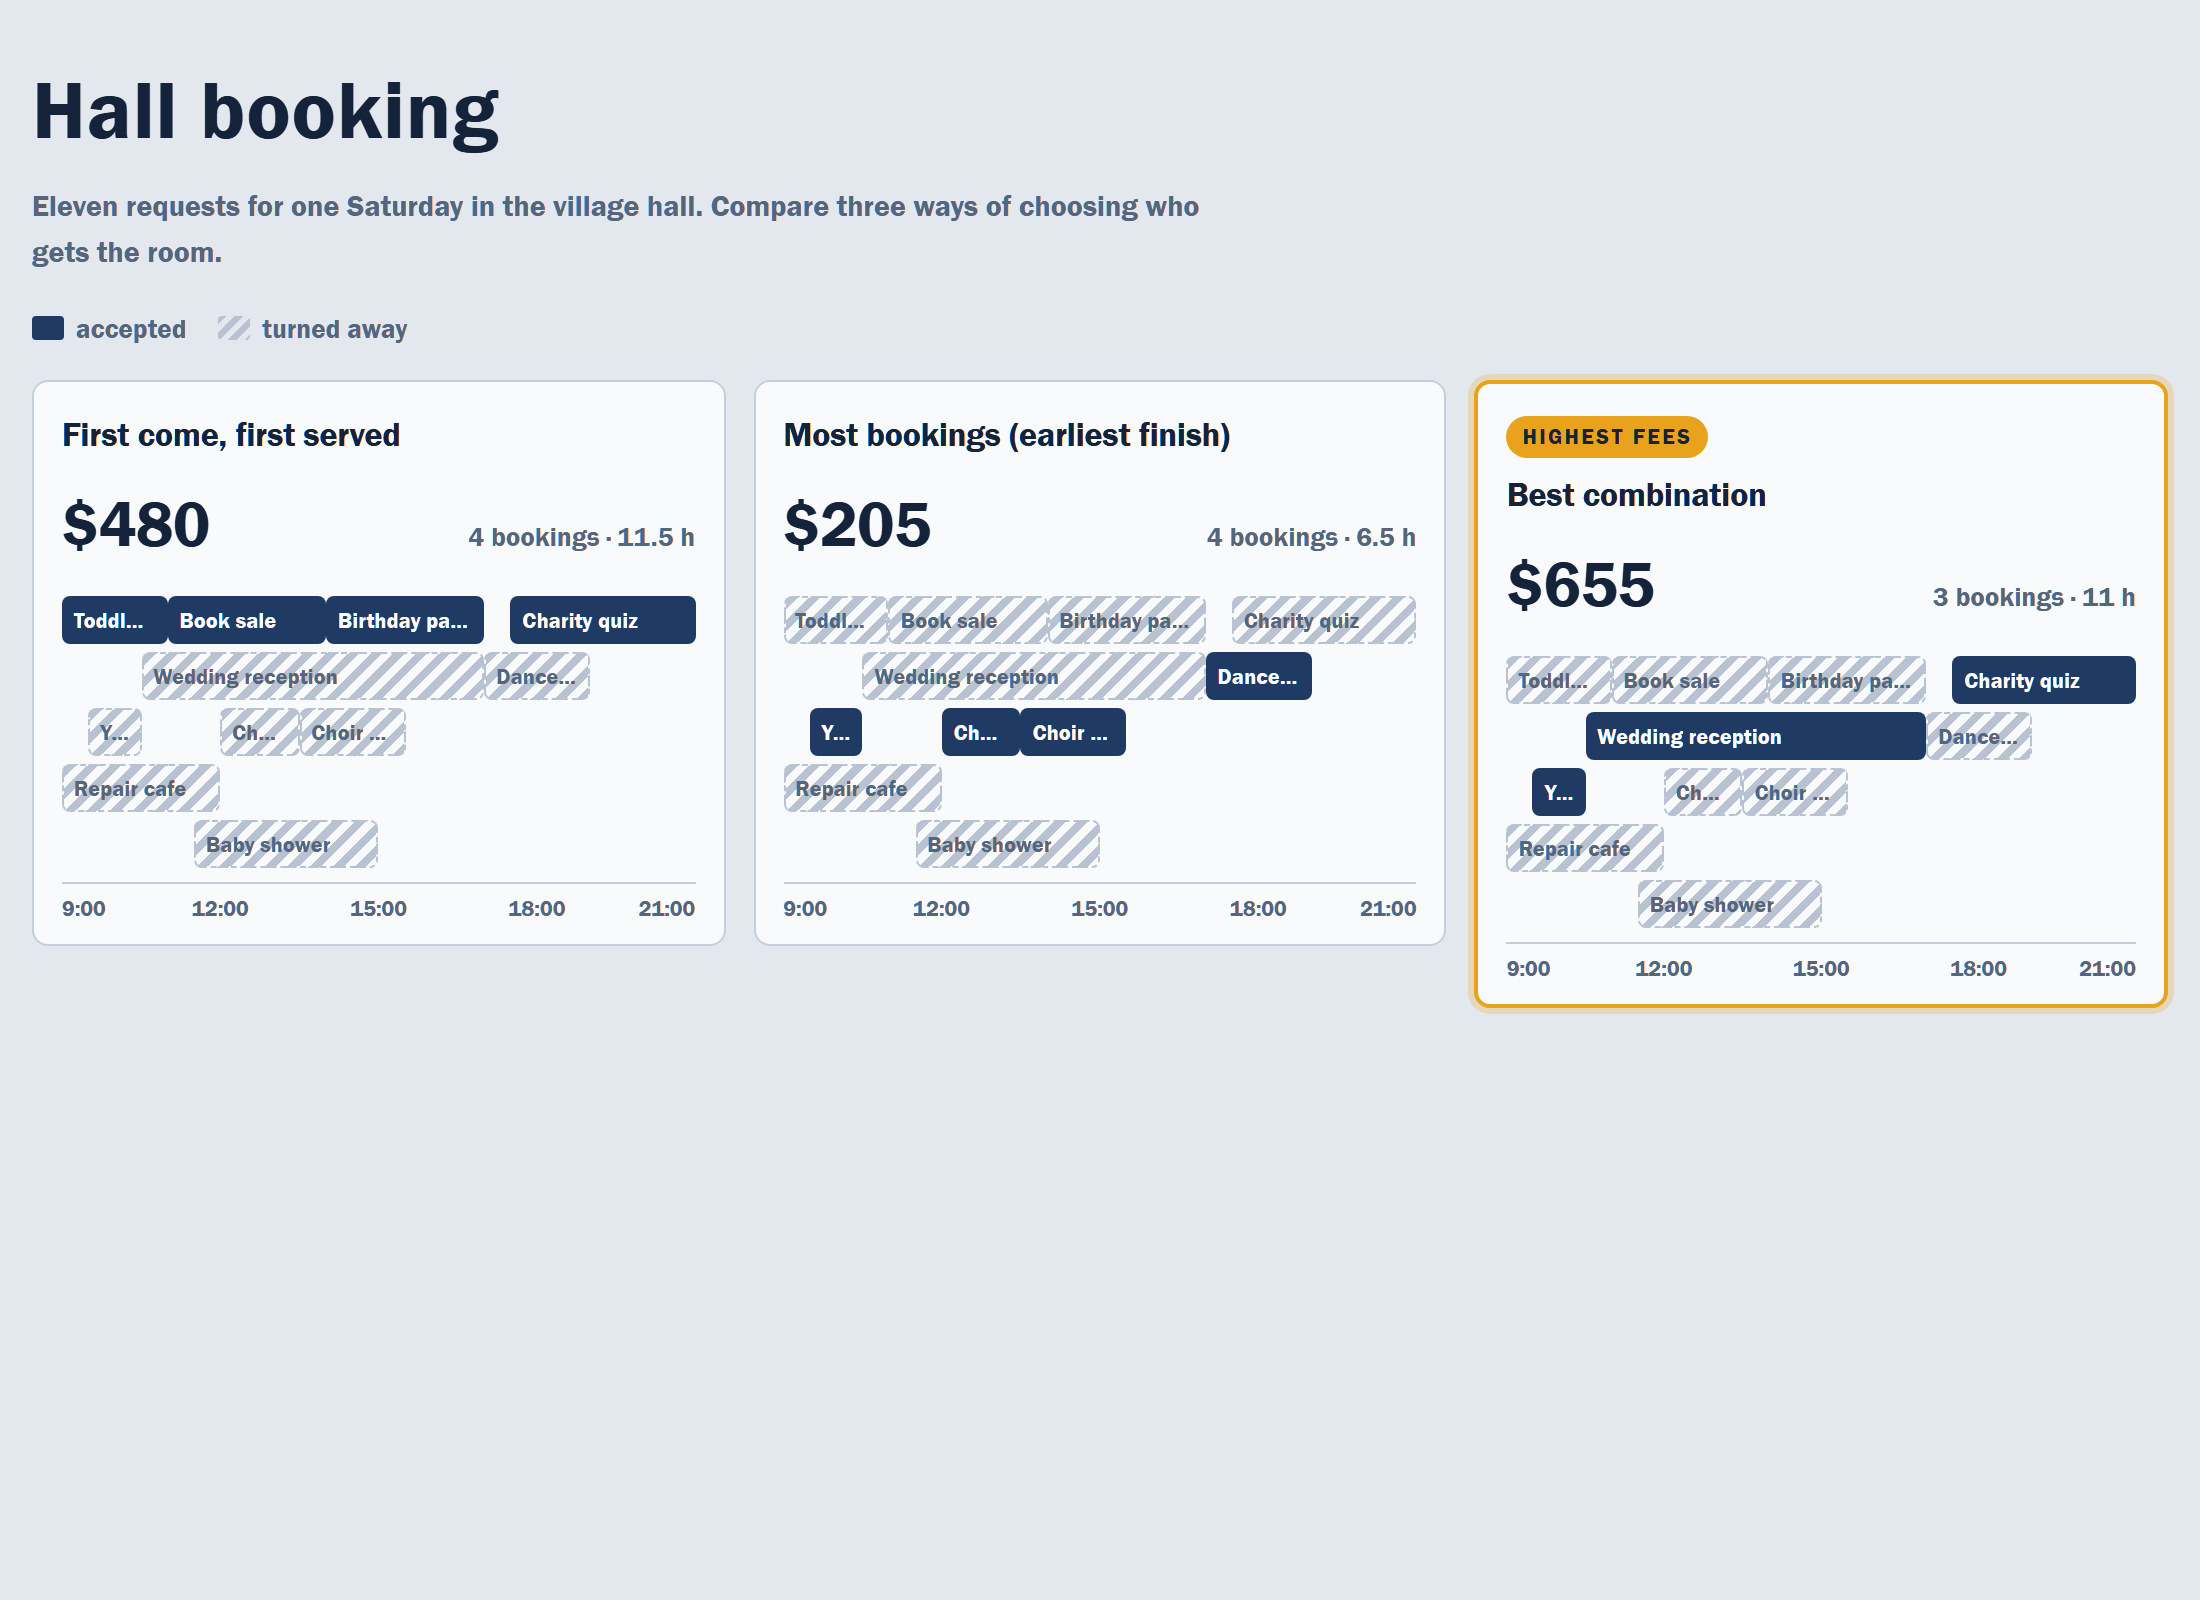 Hall booking
Eleven requests for one Saturday in the village hall. Compare three ways of choosing who
gets the room.
accepted
turned away
First come, first served
$480
4 bookings · 11.5 h
Toddl...
Book sale
Birthday pa...
Charity quiz
Wedding reception
Dance...
Y...
Ch...
Choir ...
Repair cafe
Baby shower
9:00 12:00 15:00 18:00 21:00
Most bookings (earliest finish)
$205
4 bookings · 6.5 h
Toddl...
Book sale
Birthday pa...
Charity quiz
Wedding reception
Dance...
Y...
Ch...
Choir ...
Repair cafe
Baby shower
9:00 12:00 15:00 18:00 21:00
HIGHEST FEES
Best combination
$655
3 bookings · 11 h
Toddl...
Book sale
Birthday pa...
Charity quiz
Wedding reception
Dance...
Y...
Ch...
Choir ...
Repair cafe
Baby shower
9:00 12:00 15:00 18:00 21:00